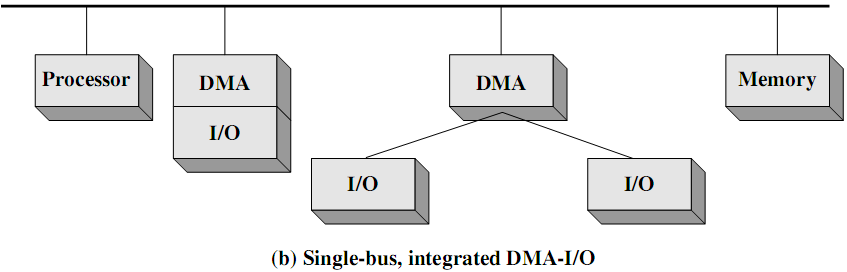 Processor
DMA
I/O
DMA
Memory
I/O
I/O
(b) Single-bus, integrated DMA-I/O